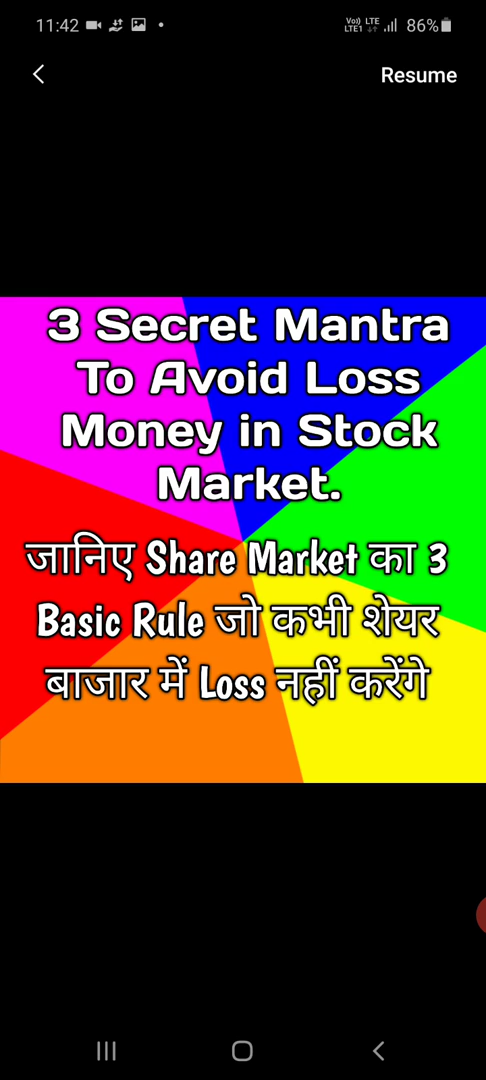 11:42
Vo)) LTE
LTE1
86%
Resume
3 Secret Mantra
To Avoid Loss
Money in Stock
Market.
जानिए Share Market का 3
Basic Rule जो कभी शेयर
बाजार में Loss नहीं करेंगे